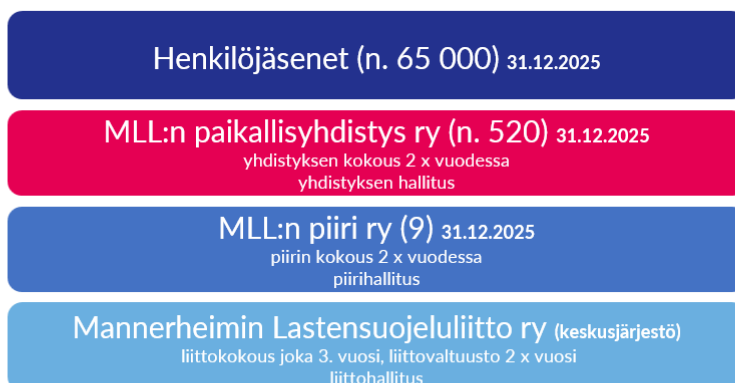 Henkilöjäsenet (n. 65 000) 31.12.2025
MLL:n paikallisyhdistys ry (n. 520) 31.12.2025
yhdistyksen kokous 2 x vuodessa
yhdistyksen hallitus
MLL:n piiri ry (9) 31.12.2025
piirin kokous 2 x vuodessa
piirihallitus
Mannerheimin Lastensuojeluliitto ry (keskusjärjestö)
liittokokous joka 3. vuosi, liittovaltuusto 2 x vuosi
liittohallitus